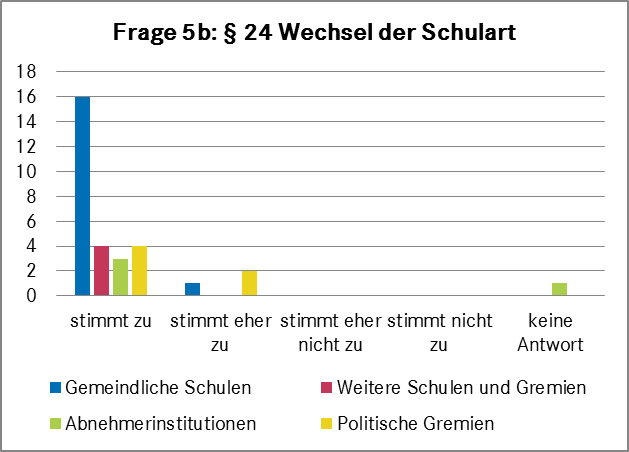 Frage 5b: § 24 Wechsel der Schulart
18
16
14
12
10
8
6
4
2
0
stimmt zu
stimmt eher
zu
stimmt eher
nicht zu
stimmt nicht
zu
keine
Antwort
Gemeindliche Schulen
Weitere Schulen und Gremien
Abnehmerinstitutionen
Politische Gremien